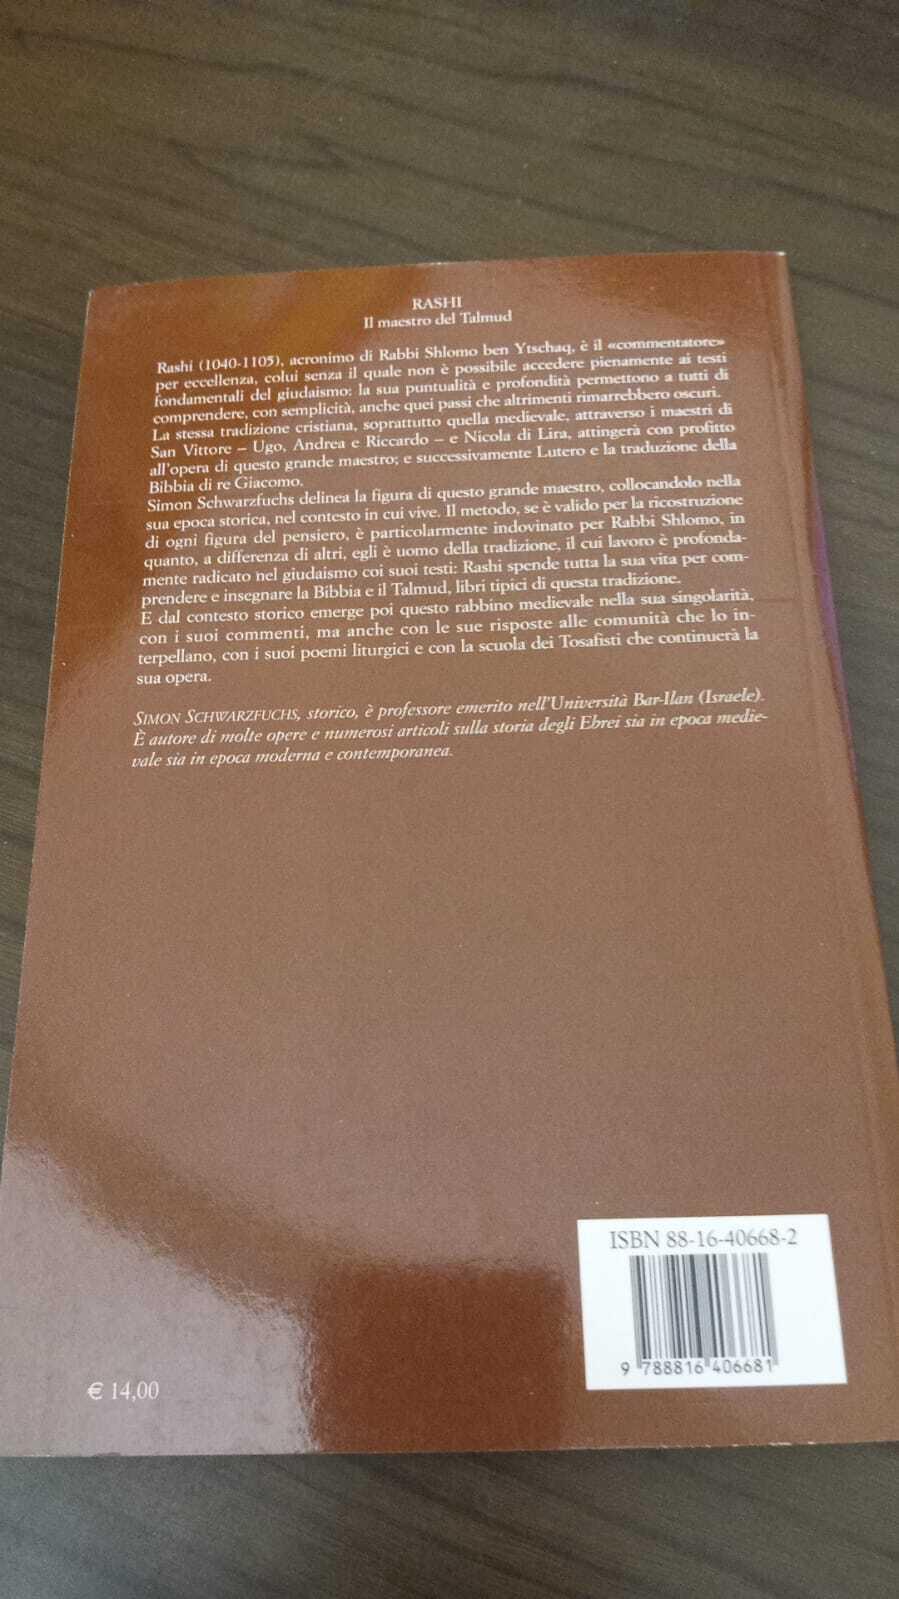 RASHI
Il maestro del Talmud
Rashi (1040-1105), acronimo di Rabbi Shlomo ben Ytschaq, è il «commentatore»
per eccellenza, colui senza il quale non è possibile accedere pienamente ai testi
fondamentali del giudaismo: la sua puntualità e profondità permettono a tutti di
comprendere, con semplicità, anche quei passi che altrimenti rimarrebbero oscuri.
La stessa tradizione cristiana, soprattutto quella medievale, attraverso i maestri di
San Vittore – Ugo, Andrea e Riccardo – e Nicola di Lira, attingerà con profitto
all'opera di questo grande maestro; e successivamente Lutero e la traduzione della
Bibbia di re Giacomo.
Simon Schwarzfuchs delinea la figura di questo grande maestro, collocandolo nella
sua epoca storica, nel contesto in cui vive. Il metodo, se è valido per la ricostruzione
di ogni figura del pensiero, è particolarmente indovinato per Rabbi Shlomo, in
quanto, a differenza di altri, egli è uomo della tradizione, il cui lavoro è profonda-
mente radicato nel giudaismo coi suoi testi: Rashi spende tutta la sua vita per com-
prendere e insegnare la Bibbia e il Talmud, libri tipici di questa tradizione.
E dal contesto storico emerge poi questo rabbino medievale nella sua singolarità,
con i suoi commenti, ma anche con le sue risposte alle comunità che lo in-
terpellano, con i suoi poemi liturgici e con la scuola dei Tosafisti che continuerà la
sua opera.
SIMON SCHWARZFUCHS, storico, è professore emerito nell'Università Bar-Ilan (Israele).
È autore di molte opere e numerosi articoli sulla storia degli Ebrei sia in epoca medie-
vale sia in epoca moderna e contemporanea.
ISBN 88-16-40668-2
9 788816 406681
€ 14,00